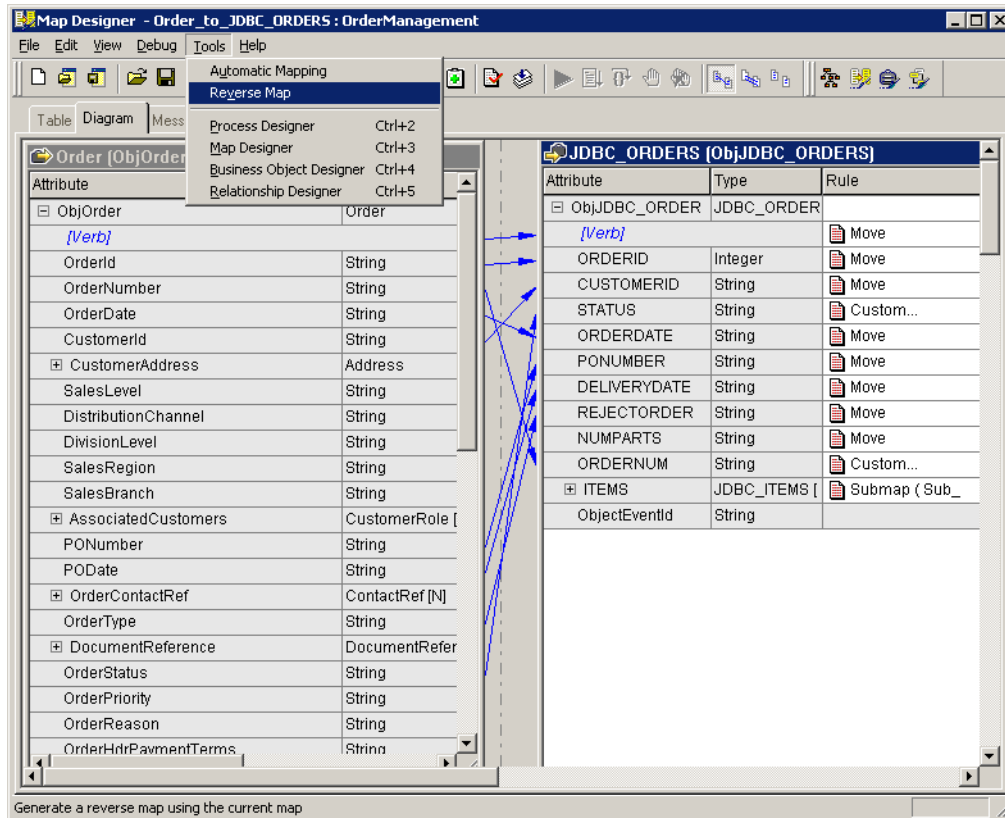 Map Designer - Order_to_JDBC_ORDERS : OrderManagement
File Edit View Debug Tools Help
Automatic Mapping
Reverse Map
Process Designer Ctrl+2
Map Designer Ctrl+3
Business Object Designer Ctrl+4
Relationship Designer Ctrl+5
Table Diagram Mess
Order (ObjOrder
Attribute
ObjOrder Order
[Verb]
OrderId String
OrderNumber String
OrderDate String
CustomerId String
CustomerAddress Address
SalesLevel String
DistributionChannel String
DivisionLevel String
SalesRegion String
SalesBranch String
AssociatedCustomers CustomerRole [
PONumber String
PODate String
OrderContactRef ContactRef [N]
OrderType String
DocumentReference DocumentRefer
OrderStatus String
OrderPriority String
OrderReason String
OrderHdrPaymentTerms String
JDBC_ORDERS (ObjJDBC_ORDERS)
Attribute Type Rule
ObjJDBC_ORDER JDBC_ORDER
[Verb] Move
ORDERID Integer Move
CUSTOMERID String Move
STATUS String Custom...
ORDERDATE String Move
PONUMBER String Move
DELIVERYDATE String Move
REJECTORDER String Move
NUMPARTS String Move
ORDERNUM String Custom...
ITEMS JDBC_ITEMS [ Submap ( Sub_
ObjectEventId String
Generate a reverse map using the current map